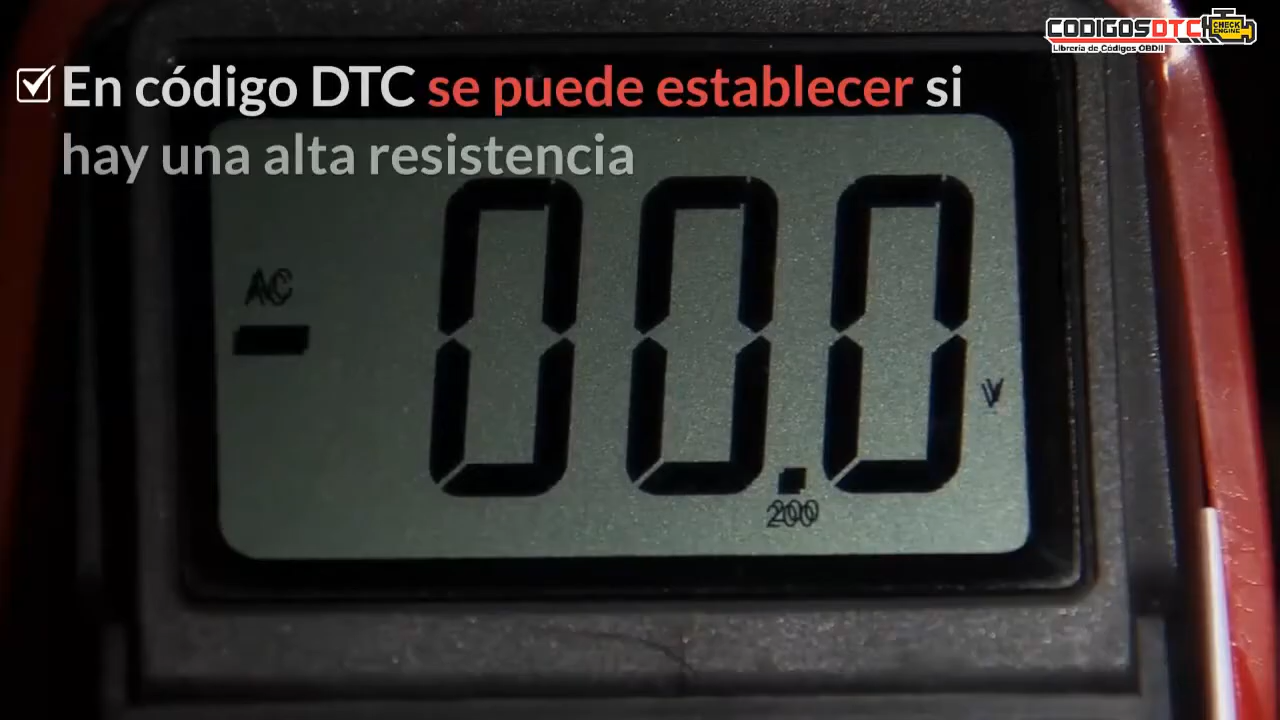 CODIGOSDTC
CHECK
ENGINE
Librería de Códigos OBDII
En código DTC se puede establecer si
hay una alta resistencia
AC
- 00.0
V
200